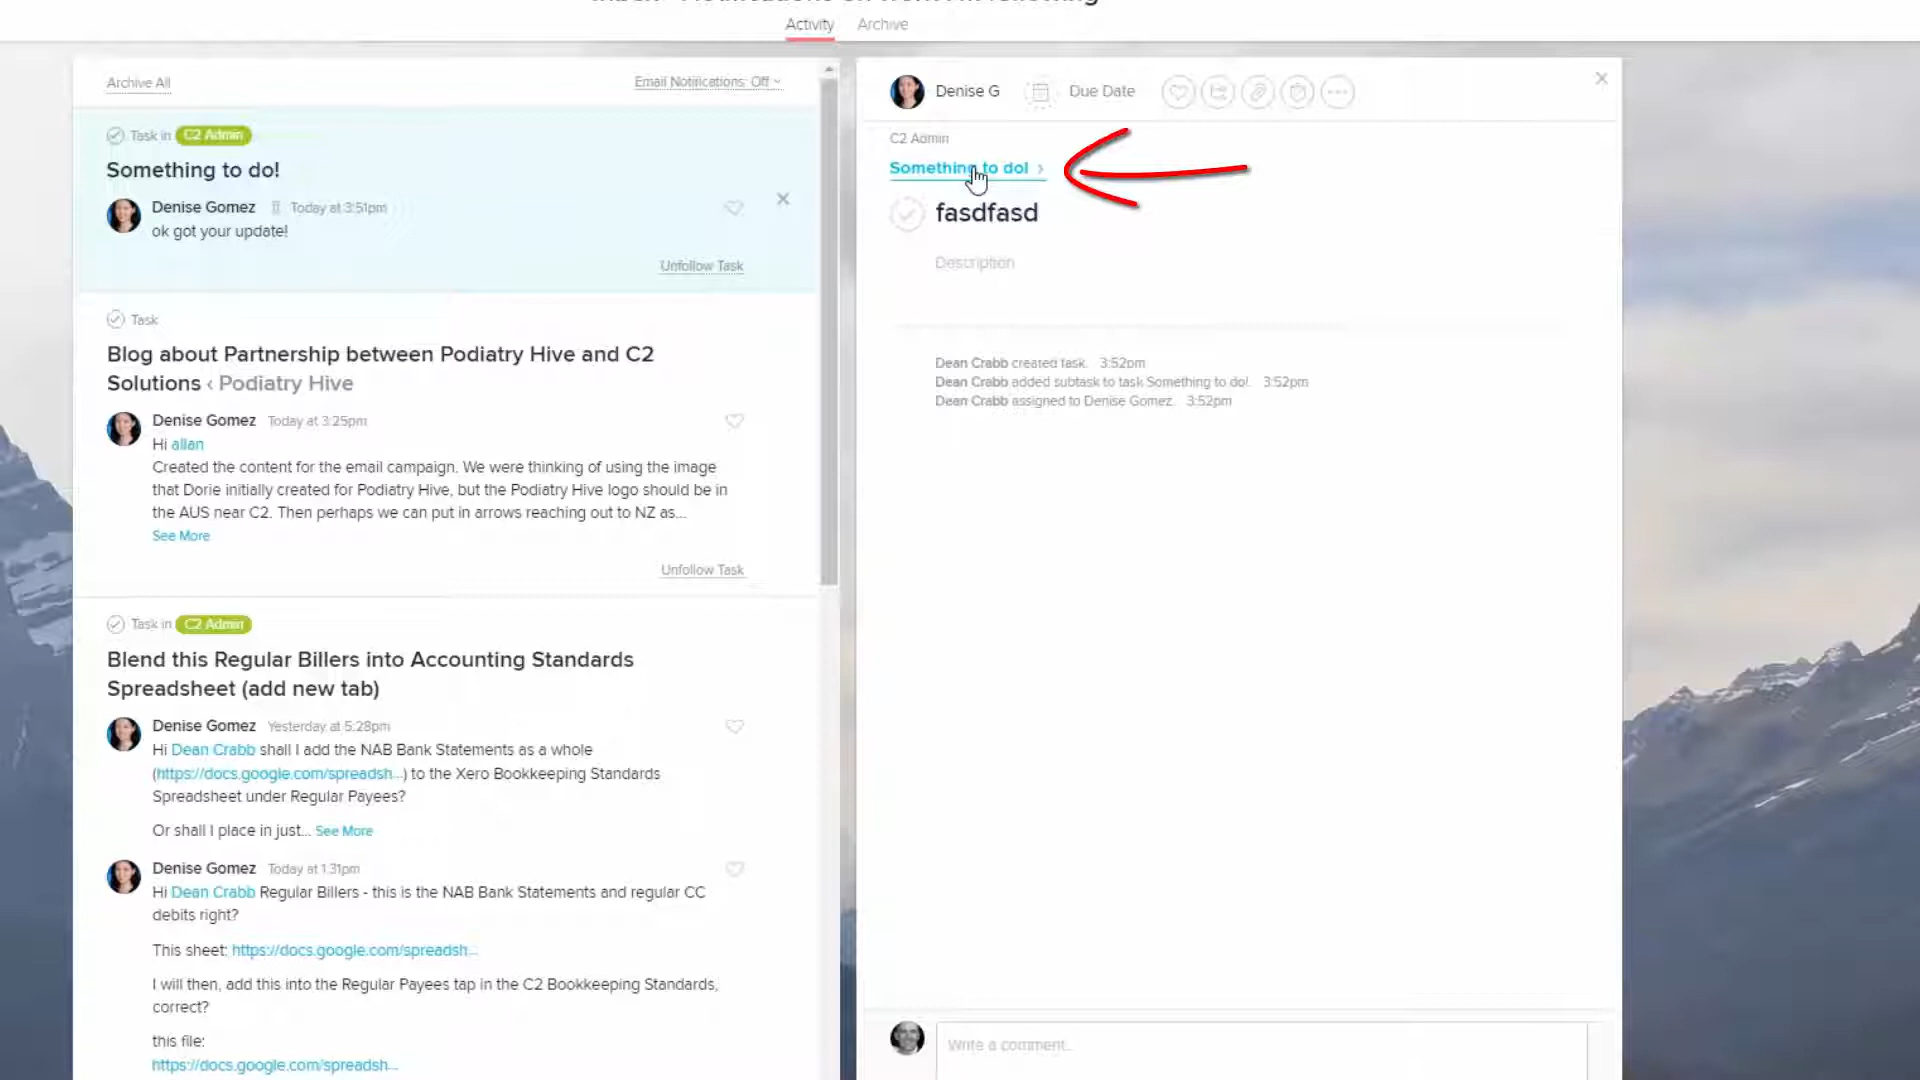 Inbox - Notifications on work I'm following
Activity
Archive
Archive All
Email Notifications: Off
Task in C2 Admin
Something to do!
Denise Gomez Today at 3:51pm
ok got your update!
Unfollow Task
Task
Blog about Partnership between Podiatry Hive and C2
Solutions ‹ Podiatry Hive
Denise Gomez Today at 3:25pm
Hi allan
Created the content for the email campaign. We were thinking of using the image
that Dorie initially created for Podiatry Hive, but the Podiatry Hive logo should be in
the AUS near C2. Then perhaps we can put in arrows reaching out to NZ as...
See More
Unfollow Task
Task in C2 Admin
Blend this Regular Billers into Accounting Standards
Spreadsheet (add new tab)
Denise Gomez Yesterday at 5:28pm
Hi Dean Crabb shall I add the NAB Bank Statements as a whole
(https://docs.google.com/spreadsh...) to the Xero Bookkeeping Standards
Spreadsheet under Regular Payees?
Or shall I place in just... See More
Denise Gomez Today at 1:31pm
Hi Dean Crabb Regular Billers - this is the NAB Bank Statements and regular CC
debits right?
This sheet: https://docs.google.com/spreadsh...
I will then, add this into the Regular Payees tap in the C2 Bookkeeping Standards,
correct?
this file:
https://docs.google.com/spreadsh...
Denise G
Due Date
C2 Admin
Something to do! ›
fasdfasd
Description
Dean Crabb created task. 3:52pm
Dean Crabb added subtask to task Something to do!. 3:52pm
Dean Crabb assigned to Denise Gomez. 3:52pm
Write a comment...